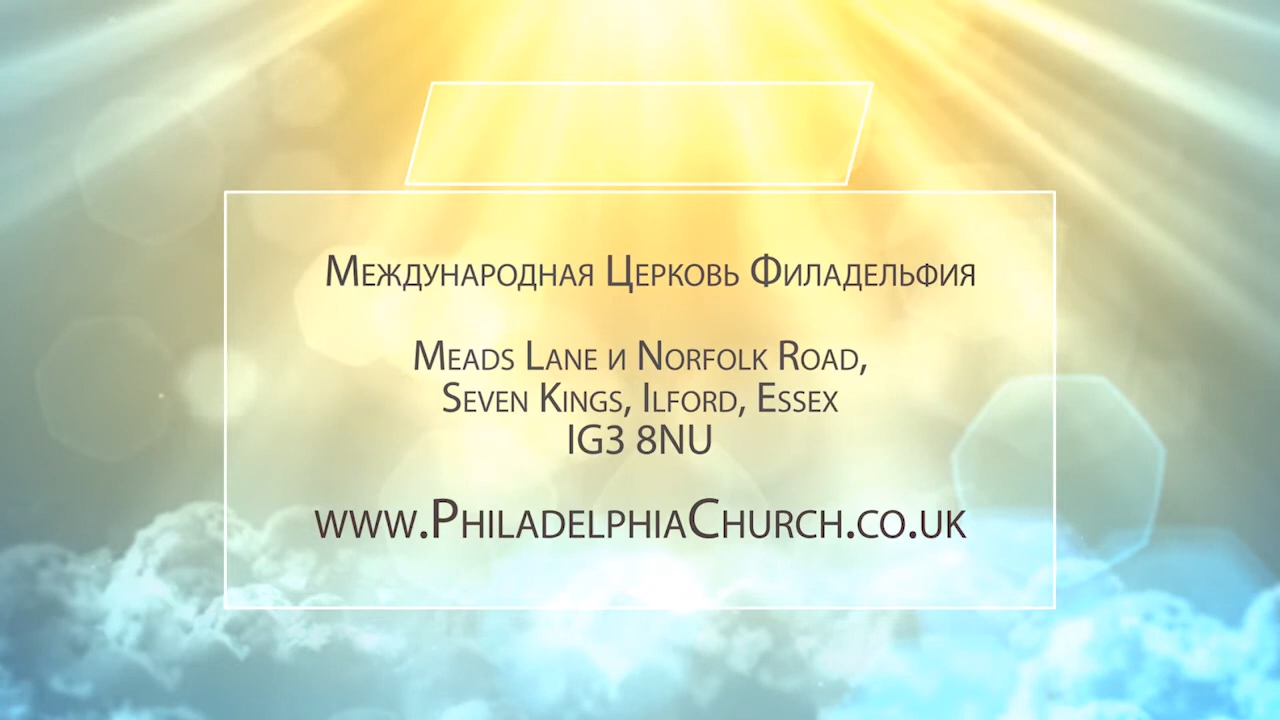 Международная Церковь Филадельфия
Meads Lane и Norfolk Road,
Seven Kings, Ilford, Essex
IG3 8NU
www.PhiladelphiaChurch.co.uk